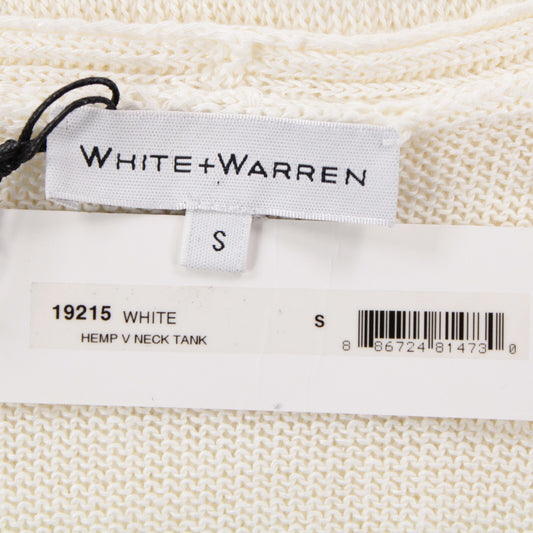 WHITE+WARREN
S
19215 WHITE S
HEMP V NECK TANK
8 86724 81473 0